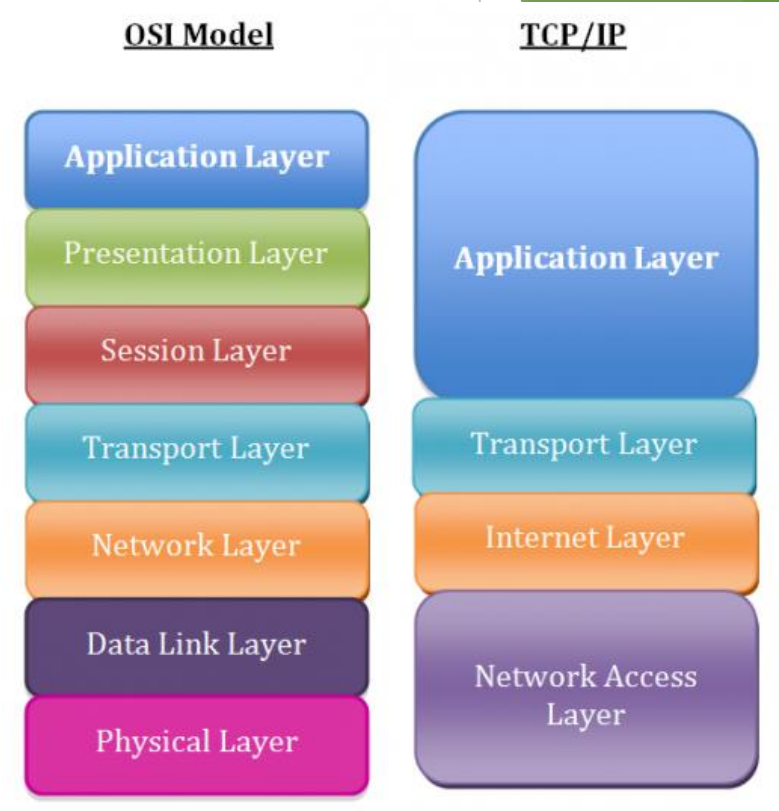 OSI Model
TCP/IP
Application Layer
Presentation Layer
Session Layer
Transport Layer
Network Layer
Data Link Layer
Physical Layer
Application Layer
Transport Layer
Internet Layer
Network Access
Layer